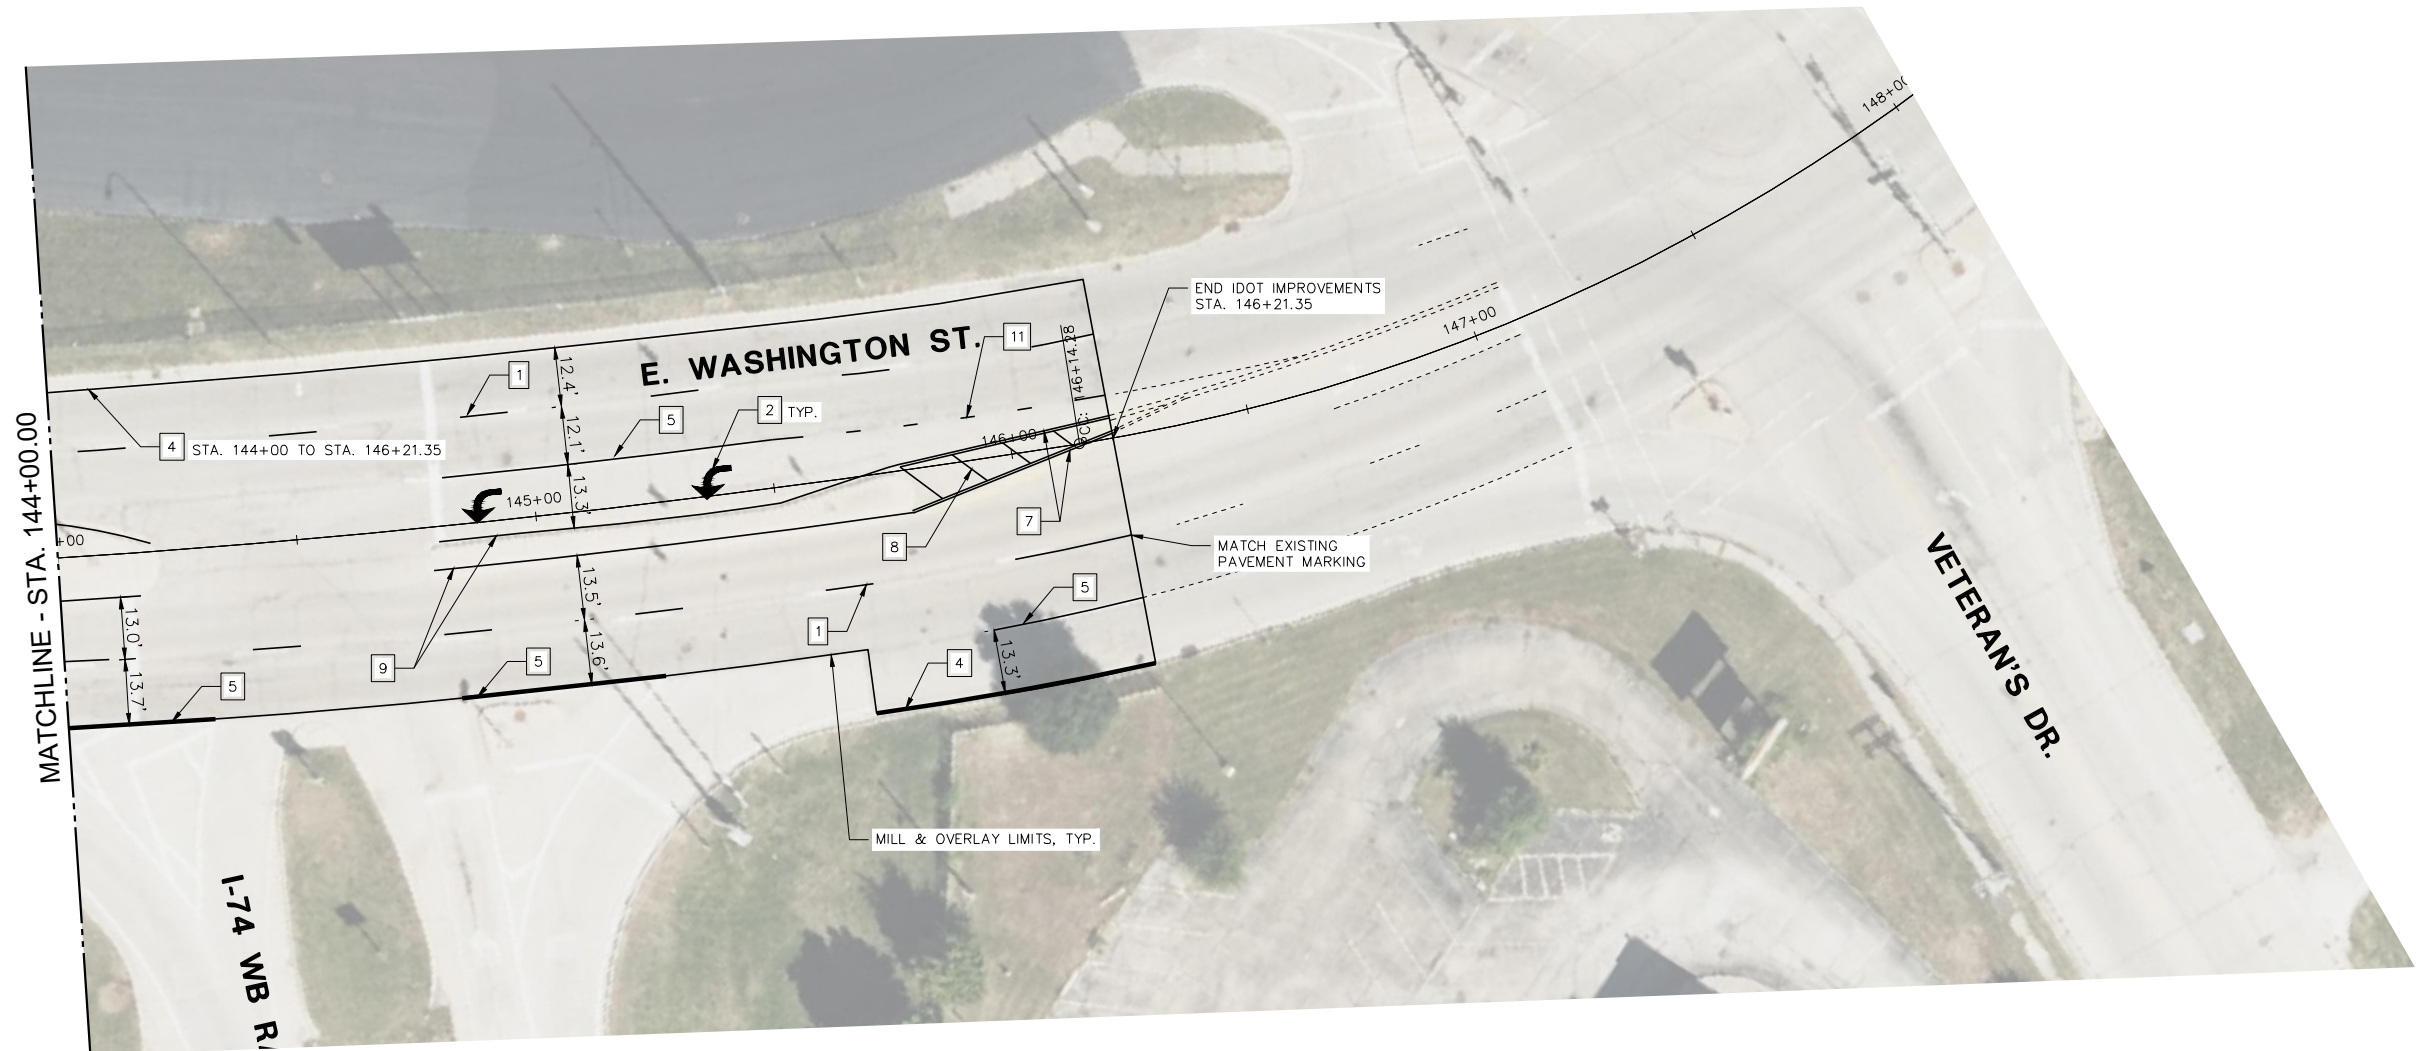 148+00
END IDOT IMPROVEMENTS
STA. 146+21.35
147+00
E. WASHINGTON ST.
11
146+14.28
12.4'
1
5
2 TYP.
12.1'
4 STA. 144+00 TO STA. 146+21.35
146+00
13.3'
145+00
7
8
+00
MATCHLINE - STA. 144+00.00
MATCH EXISTING
PAVEMENT MARKING
13.5'
5
13.0'
1
13.6'
9
5
4
13.3'
5
13.7'
VETERAN'S DR.
MILL & OVERLAY LIMITS, TYP.
I-74 WB